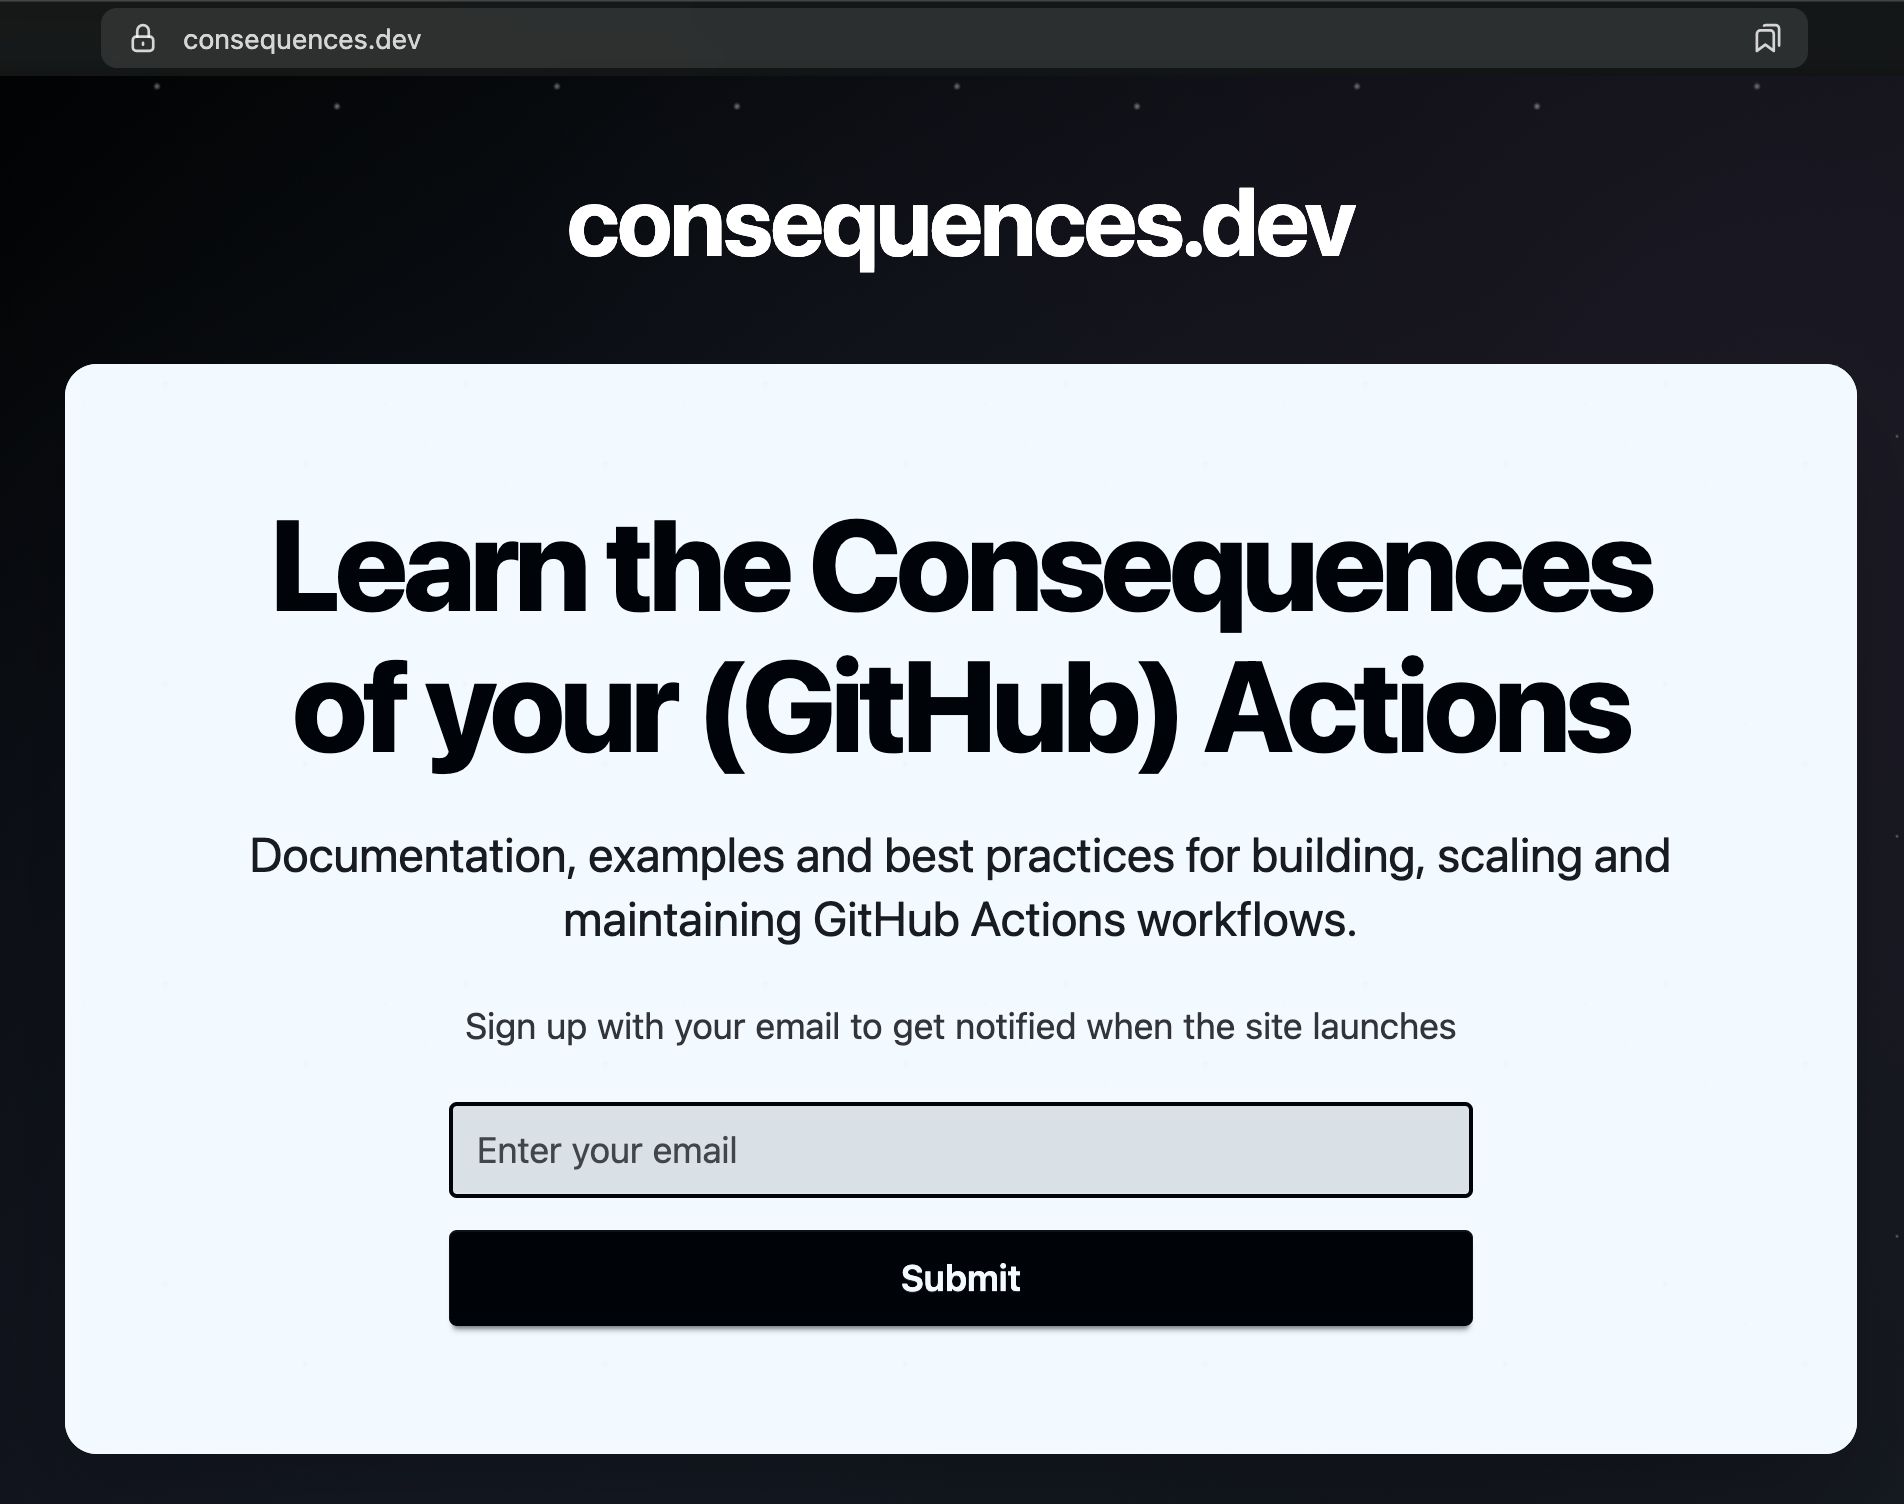 consequences.dev
consequences.dev
Learn the Consequences
of your (GitHub) Actions
Documentation, examples and best practices for building, scaling and
maintaining GitHub Actions workflows.
Sign up with your email to get notified when the site launches
Enter your email
Submit